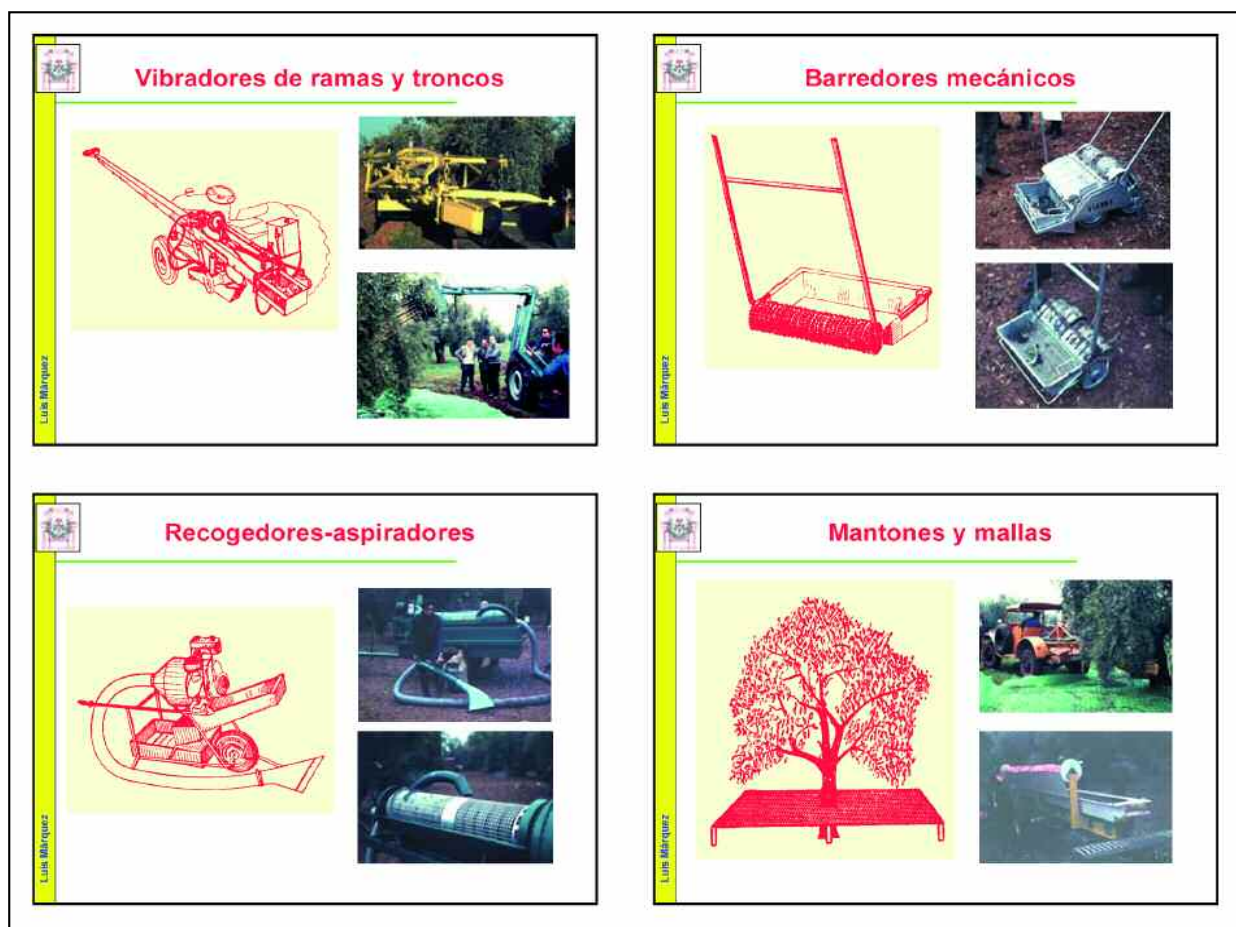 Vibradores de ramas y troncos
Luis Márquez
Barredores mecánicos
Luis Márquez
Recogedores-aspiradores
Luis Márquez
Mantones y mallas
Luis Márquez